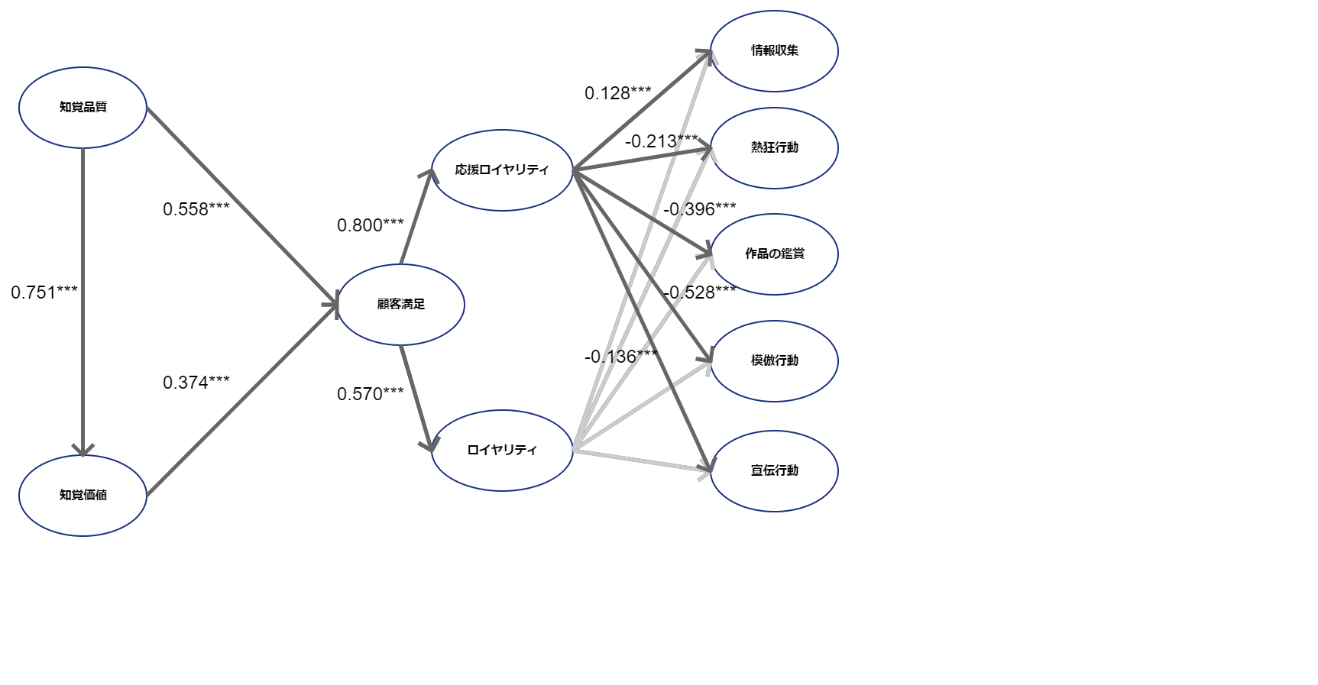 情報収集
0.128***
知覚品質
-0.213***
熱狂行動
応援ロイヤリティ
0.558***
-0.396***
0.800***
作品の鑑賞
0.751***
-0.528***
顧客満足
-0.136***
模倣行動
0.374***
0.570***
ロイヤリティ
宣伝行動
知覚価値